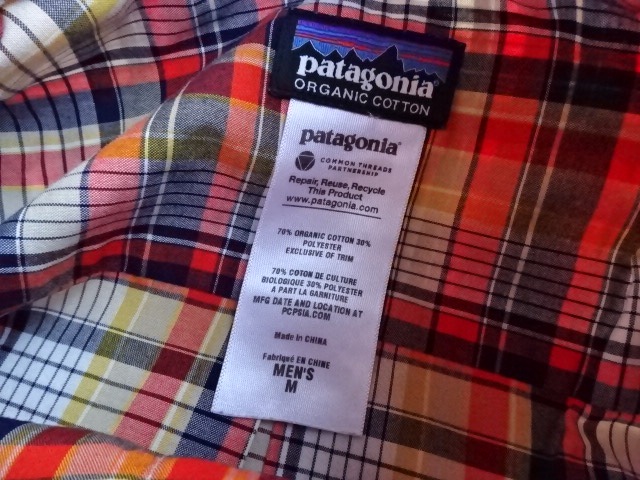 patagonia®
ORGANIC COTTON
patagonia®
COMMON THREADS
PARTNERSHIP
Repair, Reuse, Recycle
This Product
www.patagonia.com
70% ORGANIC COTTON 30%
POLYESTER
EXCLUSIVE OF TRIM
70% COTON DE CULTURE
BIOLOGIQUE 30% POLYESTER
A PART LA GARNITURE
MFG DATE AND LOCATION AT
PCPSIA.COM
Made in CHINA
Fabriqué EN CHINE
MEN'S
M